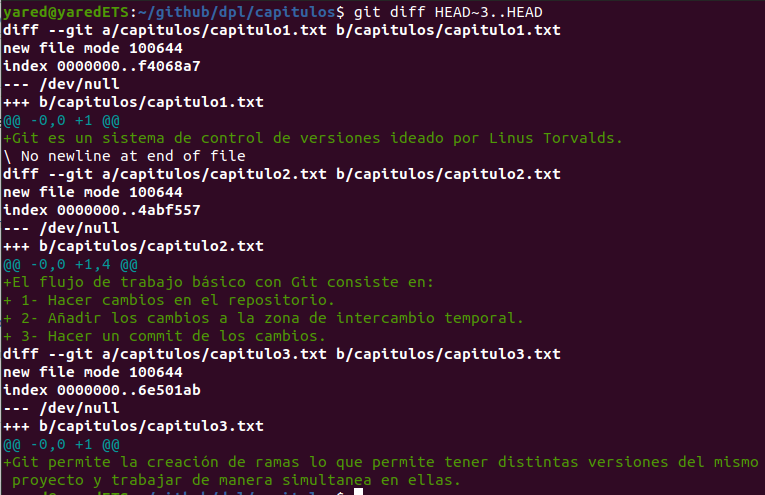 yared@yaredETS:~/github/dpl/capitulos$ git diff HEAD~3..HEAD
diff --git a/capitulos/capitulo1.txt b/capitulos/capitulo1.txt
new file mode 100644
index 0000000..f4068a7
--- /dev/null
+++ b/capitulos/capitulo1.txt
@@ -0,0 +1 @@
+Git es un sistema de control de versiones ideado por Linus Torvalds.
\ No newline at end of file
diff --git a/capitulos/capitulo2.txt b/capitulos/capitulo2.txt
new file mode 100644
index 0000000..4abf557
--- /dev/null
+++ b/capitulos/capitulo2.txt
@@ -0,0 +1,4 @@
+El flujo de trabajo básico con Git consiste en:
+ 1- Hacer cambios en el repositorio.
+ 2- Añadir los cambios a la zona de intercambio temporal.
+ 3- Hacer un commit de los cambios.
diff --git a/capitulos/capitulo3.txt b/capitulos/capitulo3.txt
new file mode 100644
index 0000000..6e501ab
--- /dev/null
+++ b/capitulos/capitulo3.txt
@@ -0,0 +1 @@
+Git permite la creación de ramas lo que permite tener distintas versiones del mismo
 proyecto y trabajar de manera simultanea en ellas.
yared@yaredETS:~/github/dpl/capitulos$